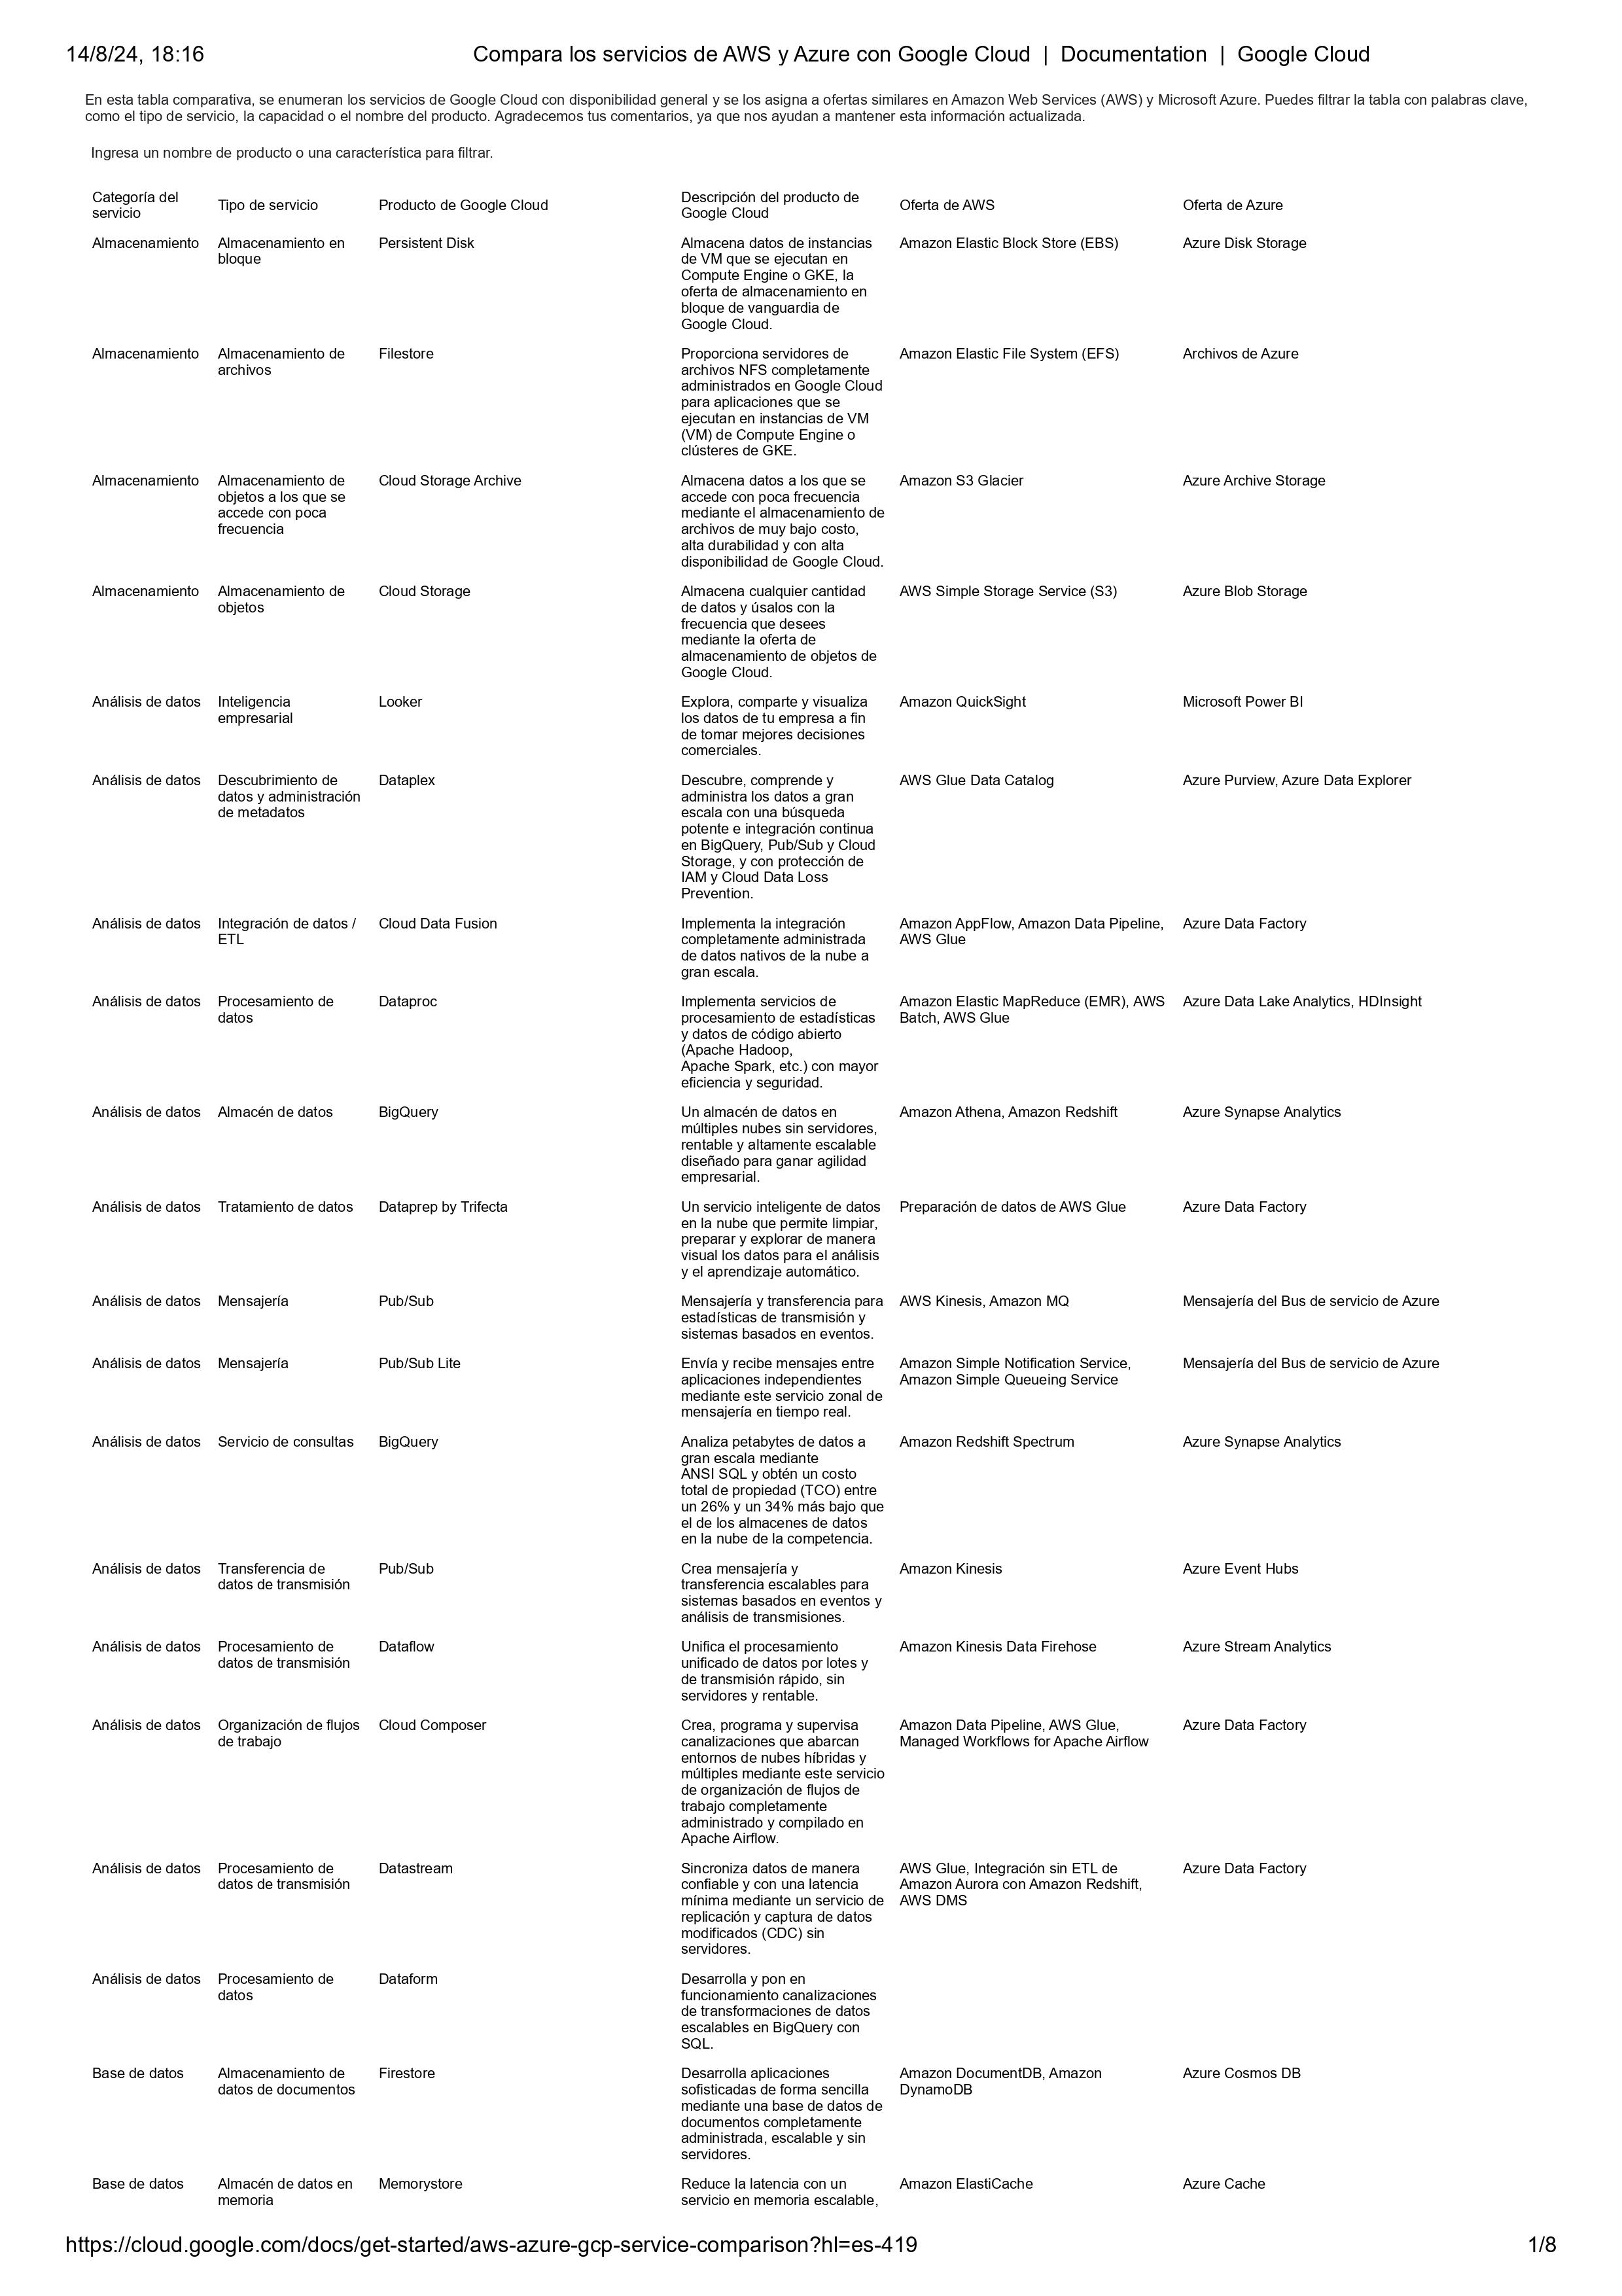 14/8/24, 18:16
Compara los servicios de AWS y Azure con Google Cloud | Documentation | Google Cloud
En esta tabla comparativa, se enumeran los servicios de Google Cloud con disponibilidad general y se los asigna a ofertas similares en Amazon Web Services (AWS) y Microsoft Azure. Puedes filtrar la tabla con palabras clave,
como el tipo de servicio, la capacidad o el nombre del producto. Agradecemos tus comentarios, ya que nos ayudan a mantener esta información actualizada.
Ingresa un nombre de producto o una característica para filtrar.
Categoría del
servicio
Tipo de servicio
Producto de Google Cloud
Descripción del producto de
Google Cloud
Oferta de AWS
Oferta de Azure
Almacenamiento
Almacenamiento en
bloque
Persistent Disk
Almacena datos de instancias
de VM que se ejecutan en
Compute Engine o GKE, la
oferta de almacenamiento en
bloque de vanguardia de
Google Cloud.
Amazon Elastic Block Store (EBS)
Azure Disk Storage
Almacenamiento
Almacenamiento de
archivos
Filestore
Proporciona servidores de
archivos NFS completamente
administrados en Google Cloud
para aplicaciones que se
ejecutan en instancias de VM
(VM) de Compute Engine o
clústeres de GKE.
Amazon Elastic File System (EFS)
Archivos de Azure
Almacenamiento
Almacenamiento de
objetos a los que se
accede con poca
frecuencia
Cloud Storage Archive
Almacena datos a los que se
accede con poca frecuencia
mediante el almacenamiento de
archivos de muy bajo costo,
alta durabilidad y con alta
disponibilidad de Google Cloud.
Amazon S3 Glacier
Azure Archive Storage
Almacenamiento
Almacenamiento de
objetos
Cloud Storage
Almacena cualquier cantidad
de datos y úsalos con la
frecuencia que desees
mediante la oferta de
almacenamiento de objetos de
Google Cloud.
AWS Simple Storage Service (S3)
Azure Blob Storage
Análisis de datos
Inteligencia
empresarial
Looker
Explora, comparte y visualiza
los datos de tu empresa a fin
de tomar mejores decisiones
comerciales.
Amazon QuickSight
Microsoft Power BI
Análisis de datos
Descubrimiento de
datos y administración
de metadatos
Dataplex
Descubre, comprende y
administra los datos a gran
escala con una búsqueda
potente e integración continua
en BigQuery, Pub/Sub y Cloud
Storage, y con protección de
IAM y Cloud Data Loss
Prevention.
AWS Glue Data Catalog
Azure Purview, Azure Data Explorer
Análisis de datos
Integración de datos /
ETL
Cloud Data Fusion
Implementa la integración
completamente administrada
de datos nativos de la nube a
gran escala.
Amazon AppFlow, Amazon Data Pipeline,
AWS Glue
Azure Data Factory
Análisis de datos
Procesamiento de
datos
Dataproc
Implementa servicios de
procesamiento de estadísticas
y datos de código abierto
(Apache Hadoop,
Apache Spark, etc.) con mayor
eficiencia y seguridad.
Amazon Elastic MapReduce (EMR), AWS
Batch, AWS Glue
Azure Data Lake Analytics, HDInsight
Análisis de datos
Almacén de datos
BigQuery
Un almacén de datos en
múltiples nubes sin servidores,
rentable y altamente escalable
diseñado para ganar agilidad
empresarial.
Amazon Athena, Amazon Redshift
Azure Synapse Analytics
Análisis de datos
Tratamiento de datos
Dataprep by Trifecta
Un servicio inteligente de datos
en la nube que permite limpiar,
preparar y explorar de manera
visual los datos para el análisis
y el aprendizaje automático.
Preparación de datos de AWS Glue
Azure Data Factory
Análisis de datos
Mensajería
Pub/Sub
Mensajería y transferencia para
estadísticas de transmisión y
sistemas basados en eventos.
AWS Kinesis, Amazon MQ
Mensajería del Bus de servicio de Azure
Análisis de datos
Mensajería
Pub/Sub Lite
Envía y recibe mensajes entre
aplicaciones independientes
mediante este servicio zonal de
mensajería en tiempo real.
Amazon Simple Notification Service,
Amazon Simple Queueing Service
Mensajería del Bus de servicio de Azure
Análisis de datos
Servicio de consultas
BigQuery
Analiza petabytes de datos a
gran escala mediante
ANSI SQL y obtén un costo
total de propiedad (TCO) entre
un 26% y un 34% más bajo que
el de los almacenes de datos
en la nube de la competencia.
Amazon Redshift Spectrum
Azure Synapse Analytics
Análisis de datos
Transferencia de
datos de transmisión
Pub/Sub
Crea mensajería y
transferencia escalables para
sistemas basados en eventos y
análisis de transmisiones.
Amazon Kinesis
Azure Event Hubs
Análisis de datos
Procesamiento de
datos de transmisión
Dataflow
Unifica el procesamiento
unificado de datos por lotes y
de transmisión rápido, sin
servidores y rentable.
Amazon Kinesis Data Firehose
Azure Stream Analytics
Análisis de datos
Organización de flujos
de trabajo
Cloud Composer
Crea, programa y supervisa
canalizaciones que abarcan
entornos de nubes híbridas y
múltiples mediante este servicio
de organización de flujos de
trabajo completamente
administrado y compilado en
Apache Airflow.
Amazon Data Pipeline, AWS Glue,
Managed Workflows for Apache Airflow
Azure Data Factory
Análisis de datos
Procesamiento de
datos de transmisión
Datastream
Sincroniza datos de manera
confiable y con una latencia
mínima mediante un servicio de
replicación y captura de datos
modificados (CDC) sin
servidores.
AWS Glue, Integración sin ETL de
Amazon Aurora con Amazon Redshift,
AWS DMS
Azure Data Factory
Análisis de datos
Procesamiento de
datos
Dataform
Desarrolla y pon en
funcionamiento canalizaciones
de transformaciones de datos
escalables en BigQuery con
SQL.
Base de datos
Almacenamiento de
datos de documentos
Firestore
Desarrolla aplicaciones
sofisticadas de forma sencilla
mediante una base de datos de
documentos completamente
administrada, escalable y sin
servidores.
Amazon DocumentDB, Amazon
DynamoDB
Azure Cosmos DB
Base de datos
Almacén de datos en
memoria
Memorystore
Reduce la latencia con un
servicio en memoria escalable,
Amazon ElastiCache
Azure Cache
https://cloud.google.com/docs/get-started/aws-azure-gcp-service-comparison?hl=es-419
1/8